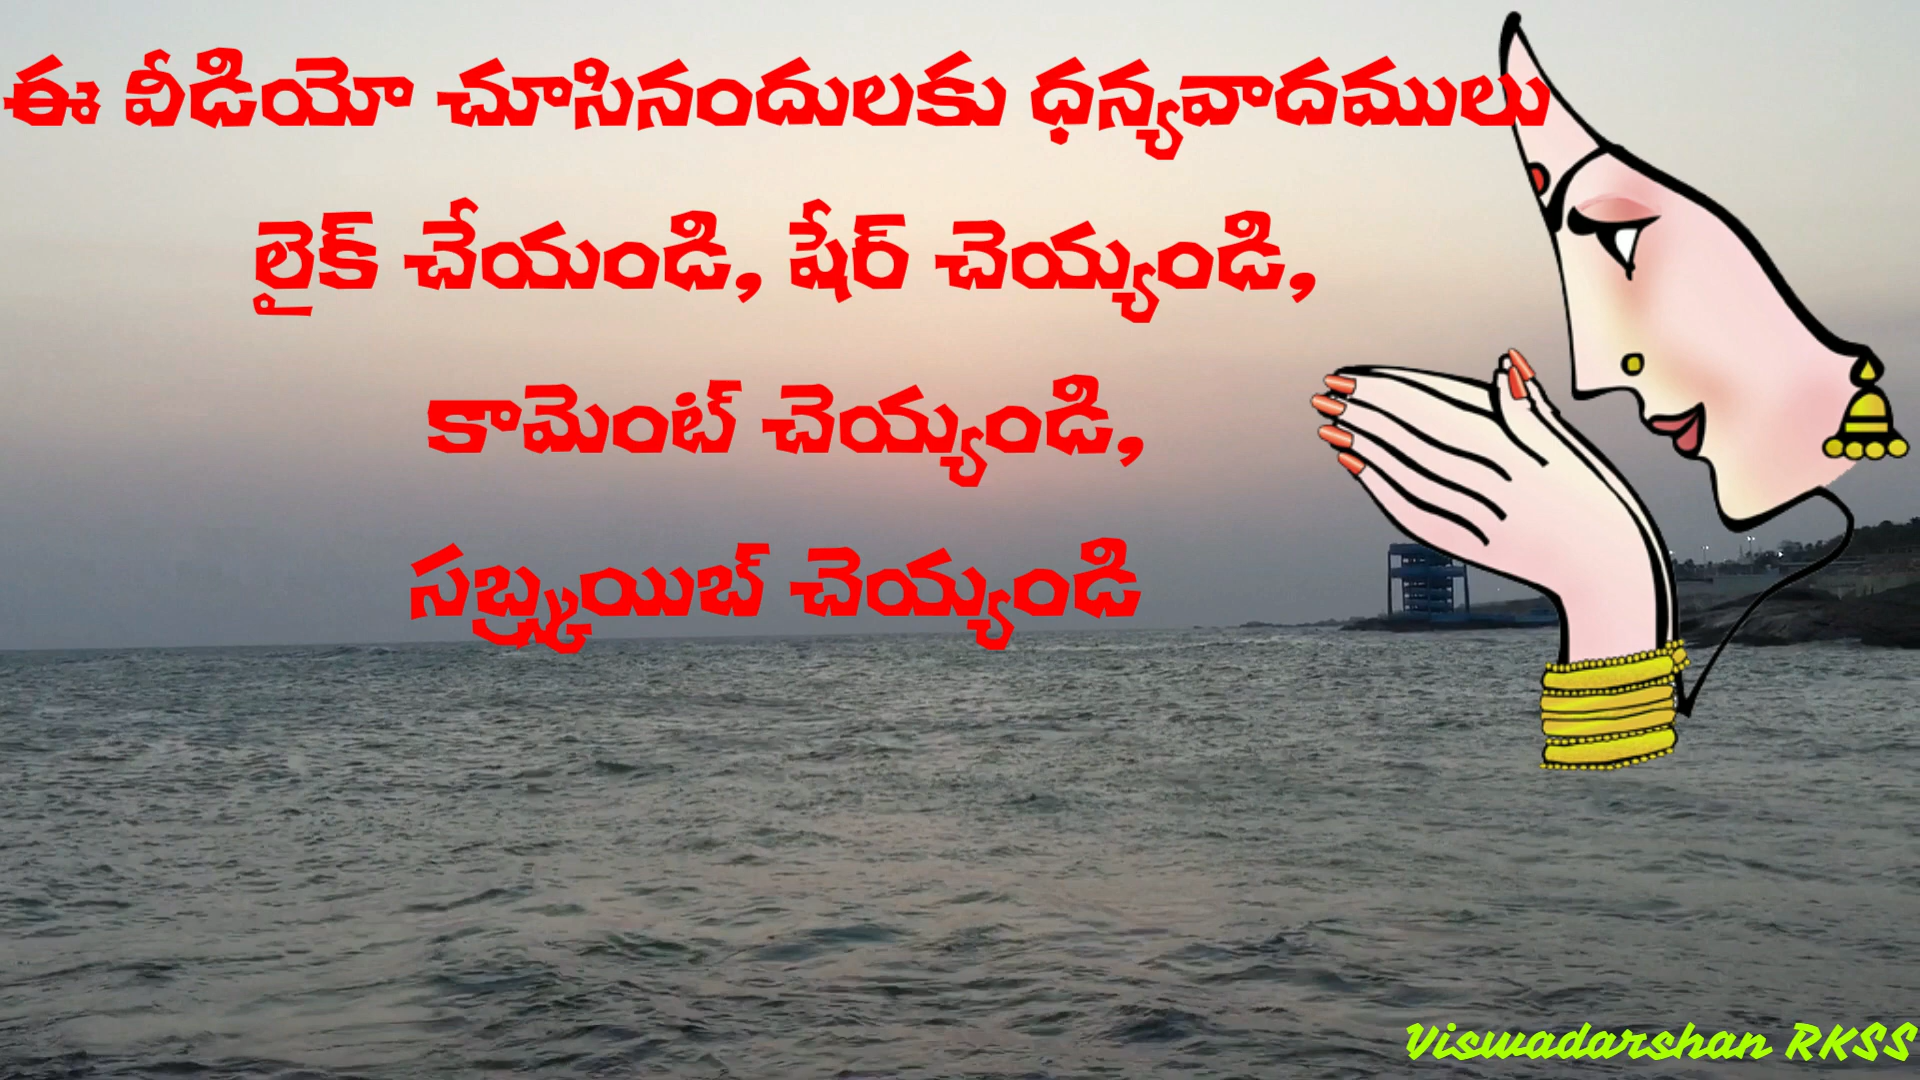 ఈ వీడియో చూసినందులకు ధన్యవాదములు
లైక్ చేయండి, షేర్ చెయ్యండి,
కామెంట్ చెయ్యండి,
సబ్స్క్రయిబ్ చెయ్యండి
Viswadarshan RKSS